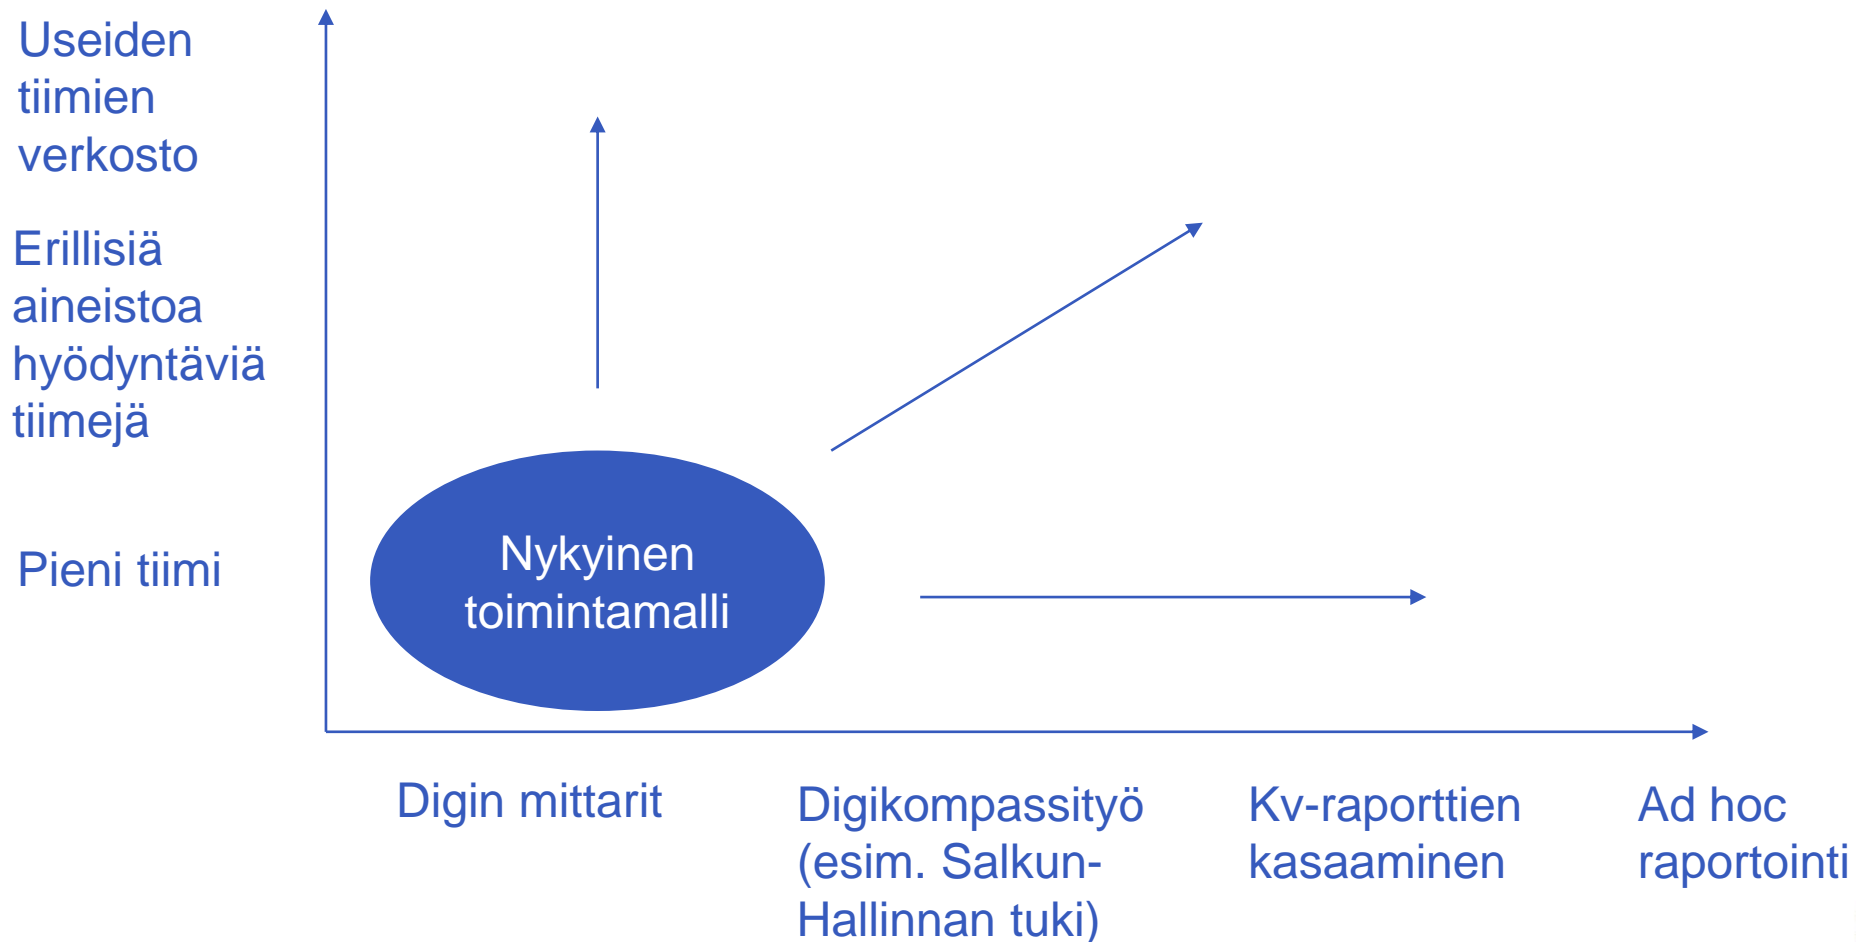 Useiden
tiimien
verkosto
Erillisiä
aineistoa
hyödyntäviä
tiimejä
Pieni tiimi
Nykyinen
toimintamalli
Digin mittarit
Digikompassityö
(esim. Salkun-
Hallinnan tuki)
Kv-raporttien
kasaaminen
Ad hoc
raportointi